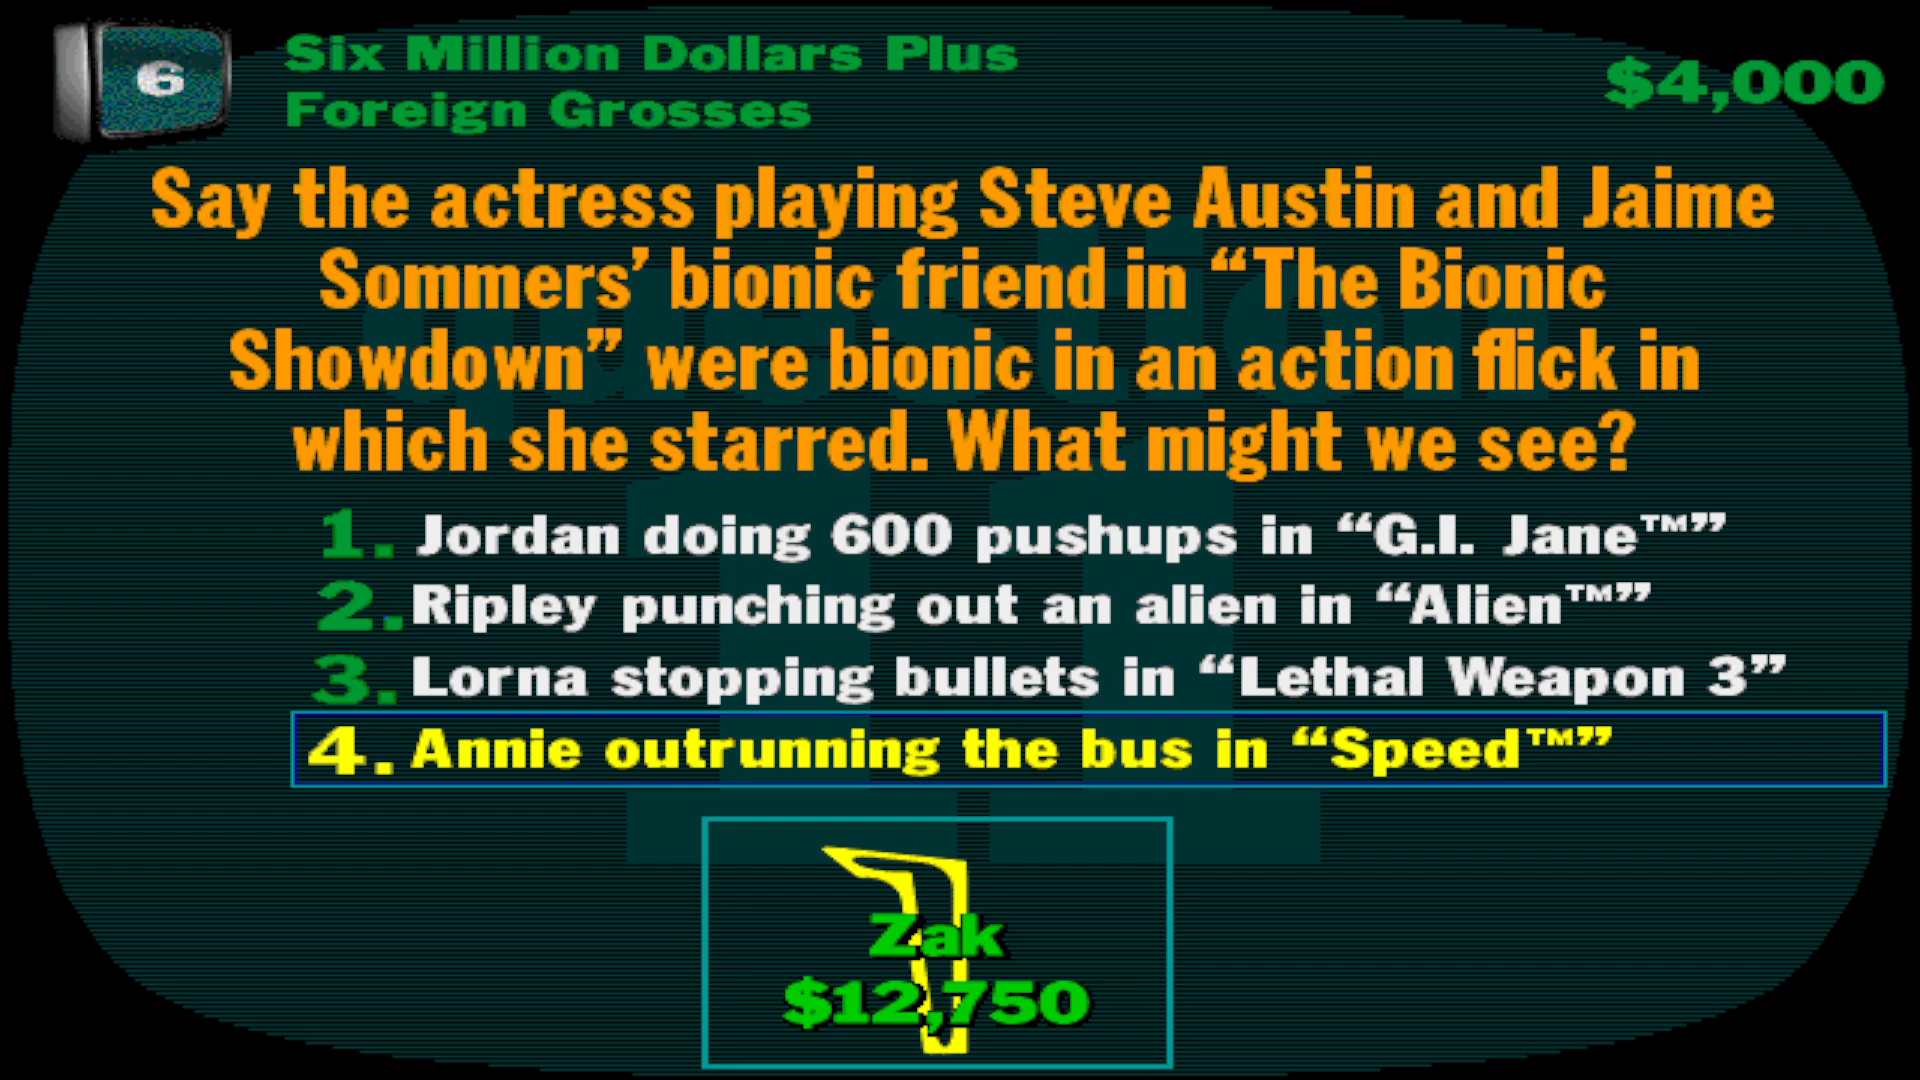 6
Six Million Dollars Plus
Foreign Grosses
$4,000
Say the actress playing Steve Austin and Jaime
Sommers’ bionic friend in “The Bionic
Showdown” were bionic in an action flick in
which she starred. What might we see?
1. Jordan doing 600 pushups in “G.I. Jane™”
2. Ripley punching out an alien in “Alien™”
3. Lorna stopping bullets in “Lethal Weapon 3”
4. Annie outrunning the bus in “Speed™”
Zak
$12,750